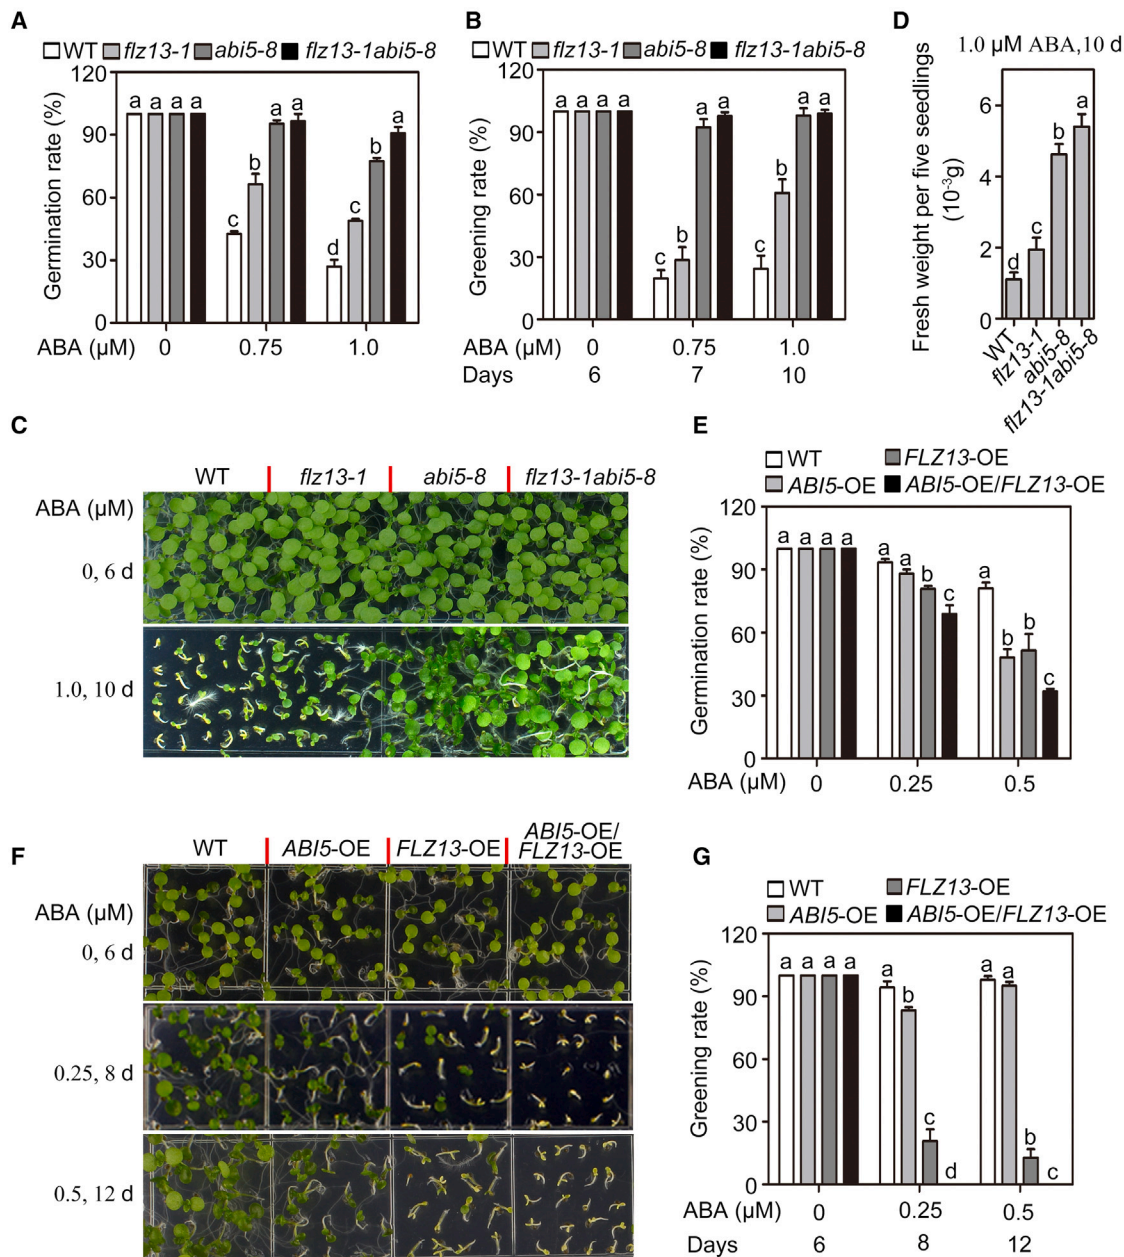 A
WT flz13-1 abi5-8 flz13-1abi5-8
Germination rate (%)
120
90
60
30
0
a a a a
c b a a
d c b a
ABA (µM) 0 0.75 1.0
B
WT flz13-1 abi5-8 flz13-1abi5-8
Greening rate (%)
120
90
60
30
0
a a a a
c b a a
c b a a
ABA (µM) 0 0.75 1.0
Days 6 7 10
D
1.0 µM ABA,10 d
Fresh weight per five seedlings
(10⁻³g)
6
4
2
0
d c b a
WT
flz13-1
abi5-8
flz13-1abi5-8
C
WT flz13-1 abi5-8 flz13-1abi5-8
ABA (µM)
0, 6 d
1.0, 10 d
E
WT FLZ13-OE
ABI5-OE ABI5-OE/FLZ13-OE
Germination rate (%)
120
90
60
30
0
a a a a
a a b c
a b b c
ABA (µM) 0 0.25 0.5
F
WT ABI5-OE FLZ13-OE ABI5-OE/
FLZ13-OE
ABA (µM)
0, 6 d
0.25, 8 d
0.5, 12 d
G
WT FLZ13-OE
ABI5-OE ABI5-OE/FLZ13-OE
Greening rate (%)
120
90
60
30
0
a a a a
a b c d
a a b c
ABA (µM) 0 0.25 0.5
Days 6 8 12